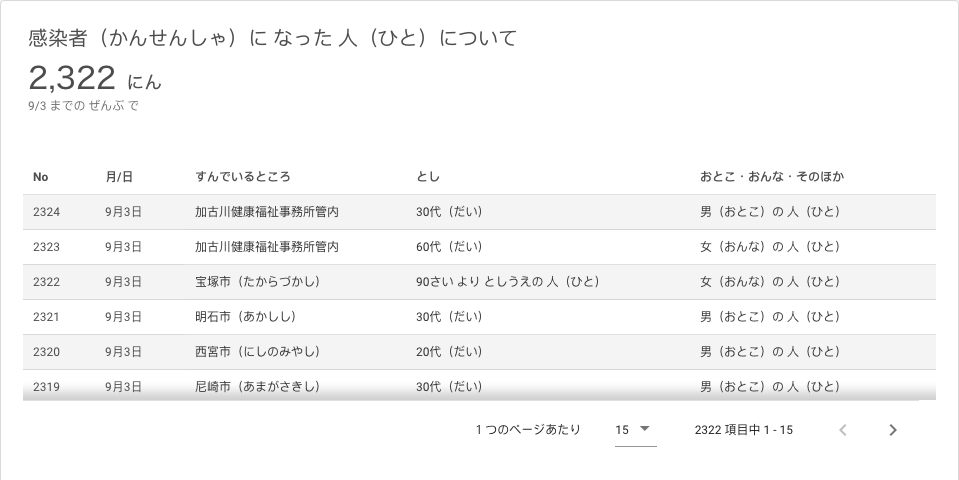 感染者（かんせんしゃ）に なった 人（ひと）について
2,322 にん
9/3 までの ぜんぶ で
No 月/日 すんでいるところ とし おとこ・おんな・そのほか
2324 9月3日 加古川健康福祉事務所管内 30代（だい） 男（おとこ）の 人（ひと）
2323 9月3日 加古川健康福祉事務所管内 60代（だい） 女（おんな）の 人（ひと）
2322 9月3日 宝塚市（たからづかし） 90さい より としうえの 人（ひと） 女（おんな）の 人（ひと）
2321 9月3日 明石市（あかしし） 30代（だい） 男（おとこ）の 人（ひと）
2320 9月3日 西宮市（にしのみやし） 20代（だい） 男（おとこ）の 人（ひと）
2319 9月3日 尼崎市（あまがさきし） 30代（だい） 男（おとこ）の 人（ひと）
1 つのページあたり 15 2322 項目中 1 - 15